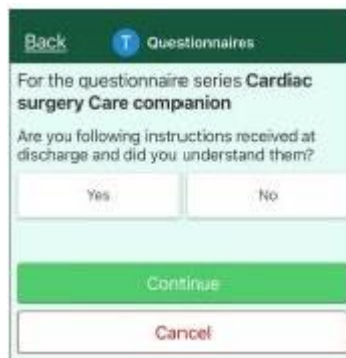 Back T Questionnaires
For the questionnaire series Cardiac
surgery Care companion
Are you following instructions received at
discharge and did you understand them?
Yes No
Continue
Cancel